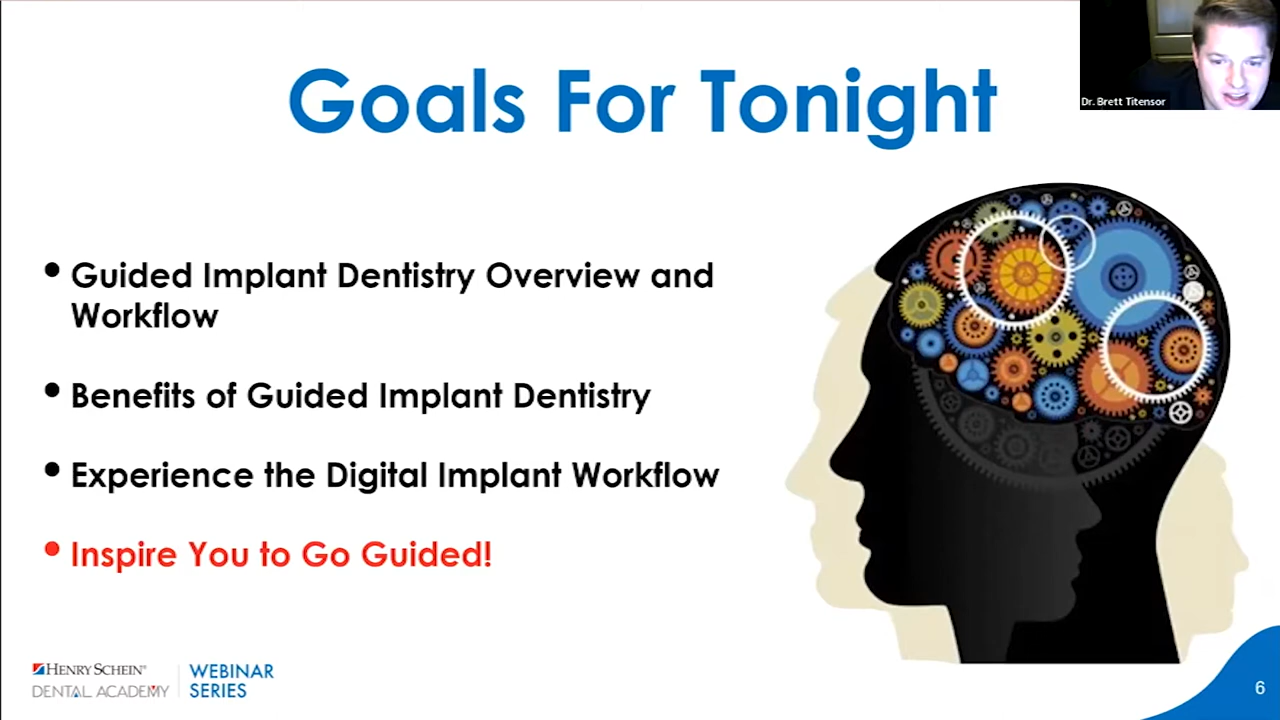 Goals For Tonight
Dr. Brett Titensor
• Guided Implant Dentistry Overview and
Workflow
• Benefits of Guided Implant Dentistry
• Experience the Digital Implant Workflow
• Inspire You to Go Guided!
HENRY SCHEIN®
DENTAL ACADEMY
WEBINAR
SERIES
6